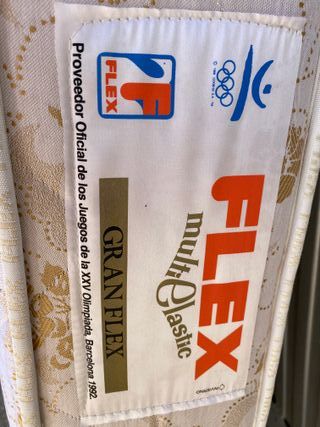 FLEX
FLEX
multiElastic
GRAN FLEX
Proveedor Oficial de los Juegos de la XXV Olimpiada, Barcelona 1992.